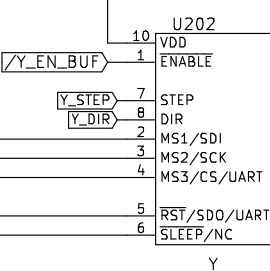 U202
10 VDD
/Y_EN_BUF 1 ENABLE
Y_STEP 7 STEP
Y_DIR 8 DIR
2 MS1/SDI
3 MS2/SCK
4 MS3/CS/UART
5 RST/SDO/UART
6 SLEEP/NC
Y